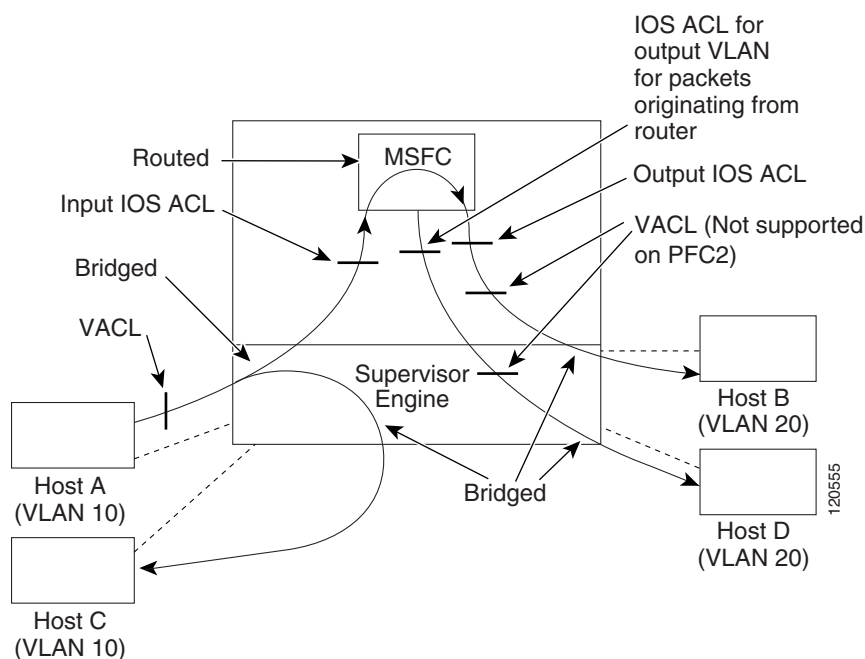 IOS ACL for
output VLAN
for packets
originating from
router
MSFC
Routed
Output IOS ACL
Input IOS ACL
VACL (Not supported
on PFC2)
Bridged
VACL
Supervisor
Engine
Host B
(VLAN 20)
Host A
(VLAN 10)
Bridged
Host D
(VLAN 20)
120555
Host C
(VLAN 10)